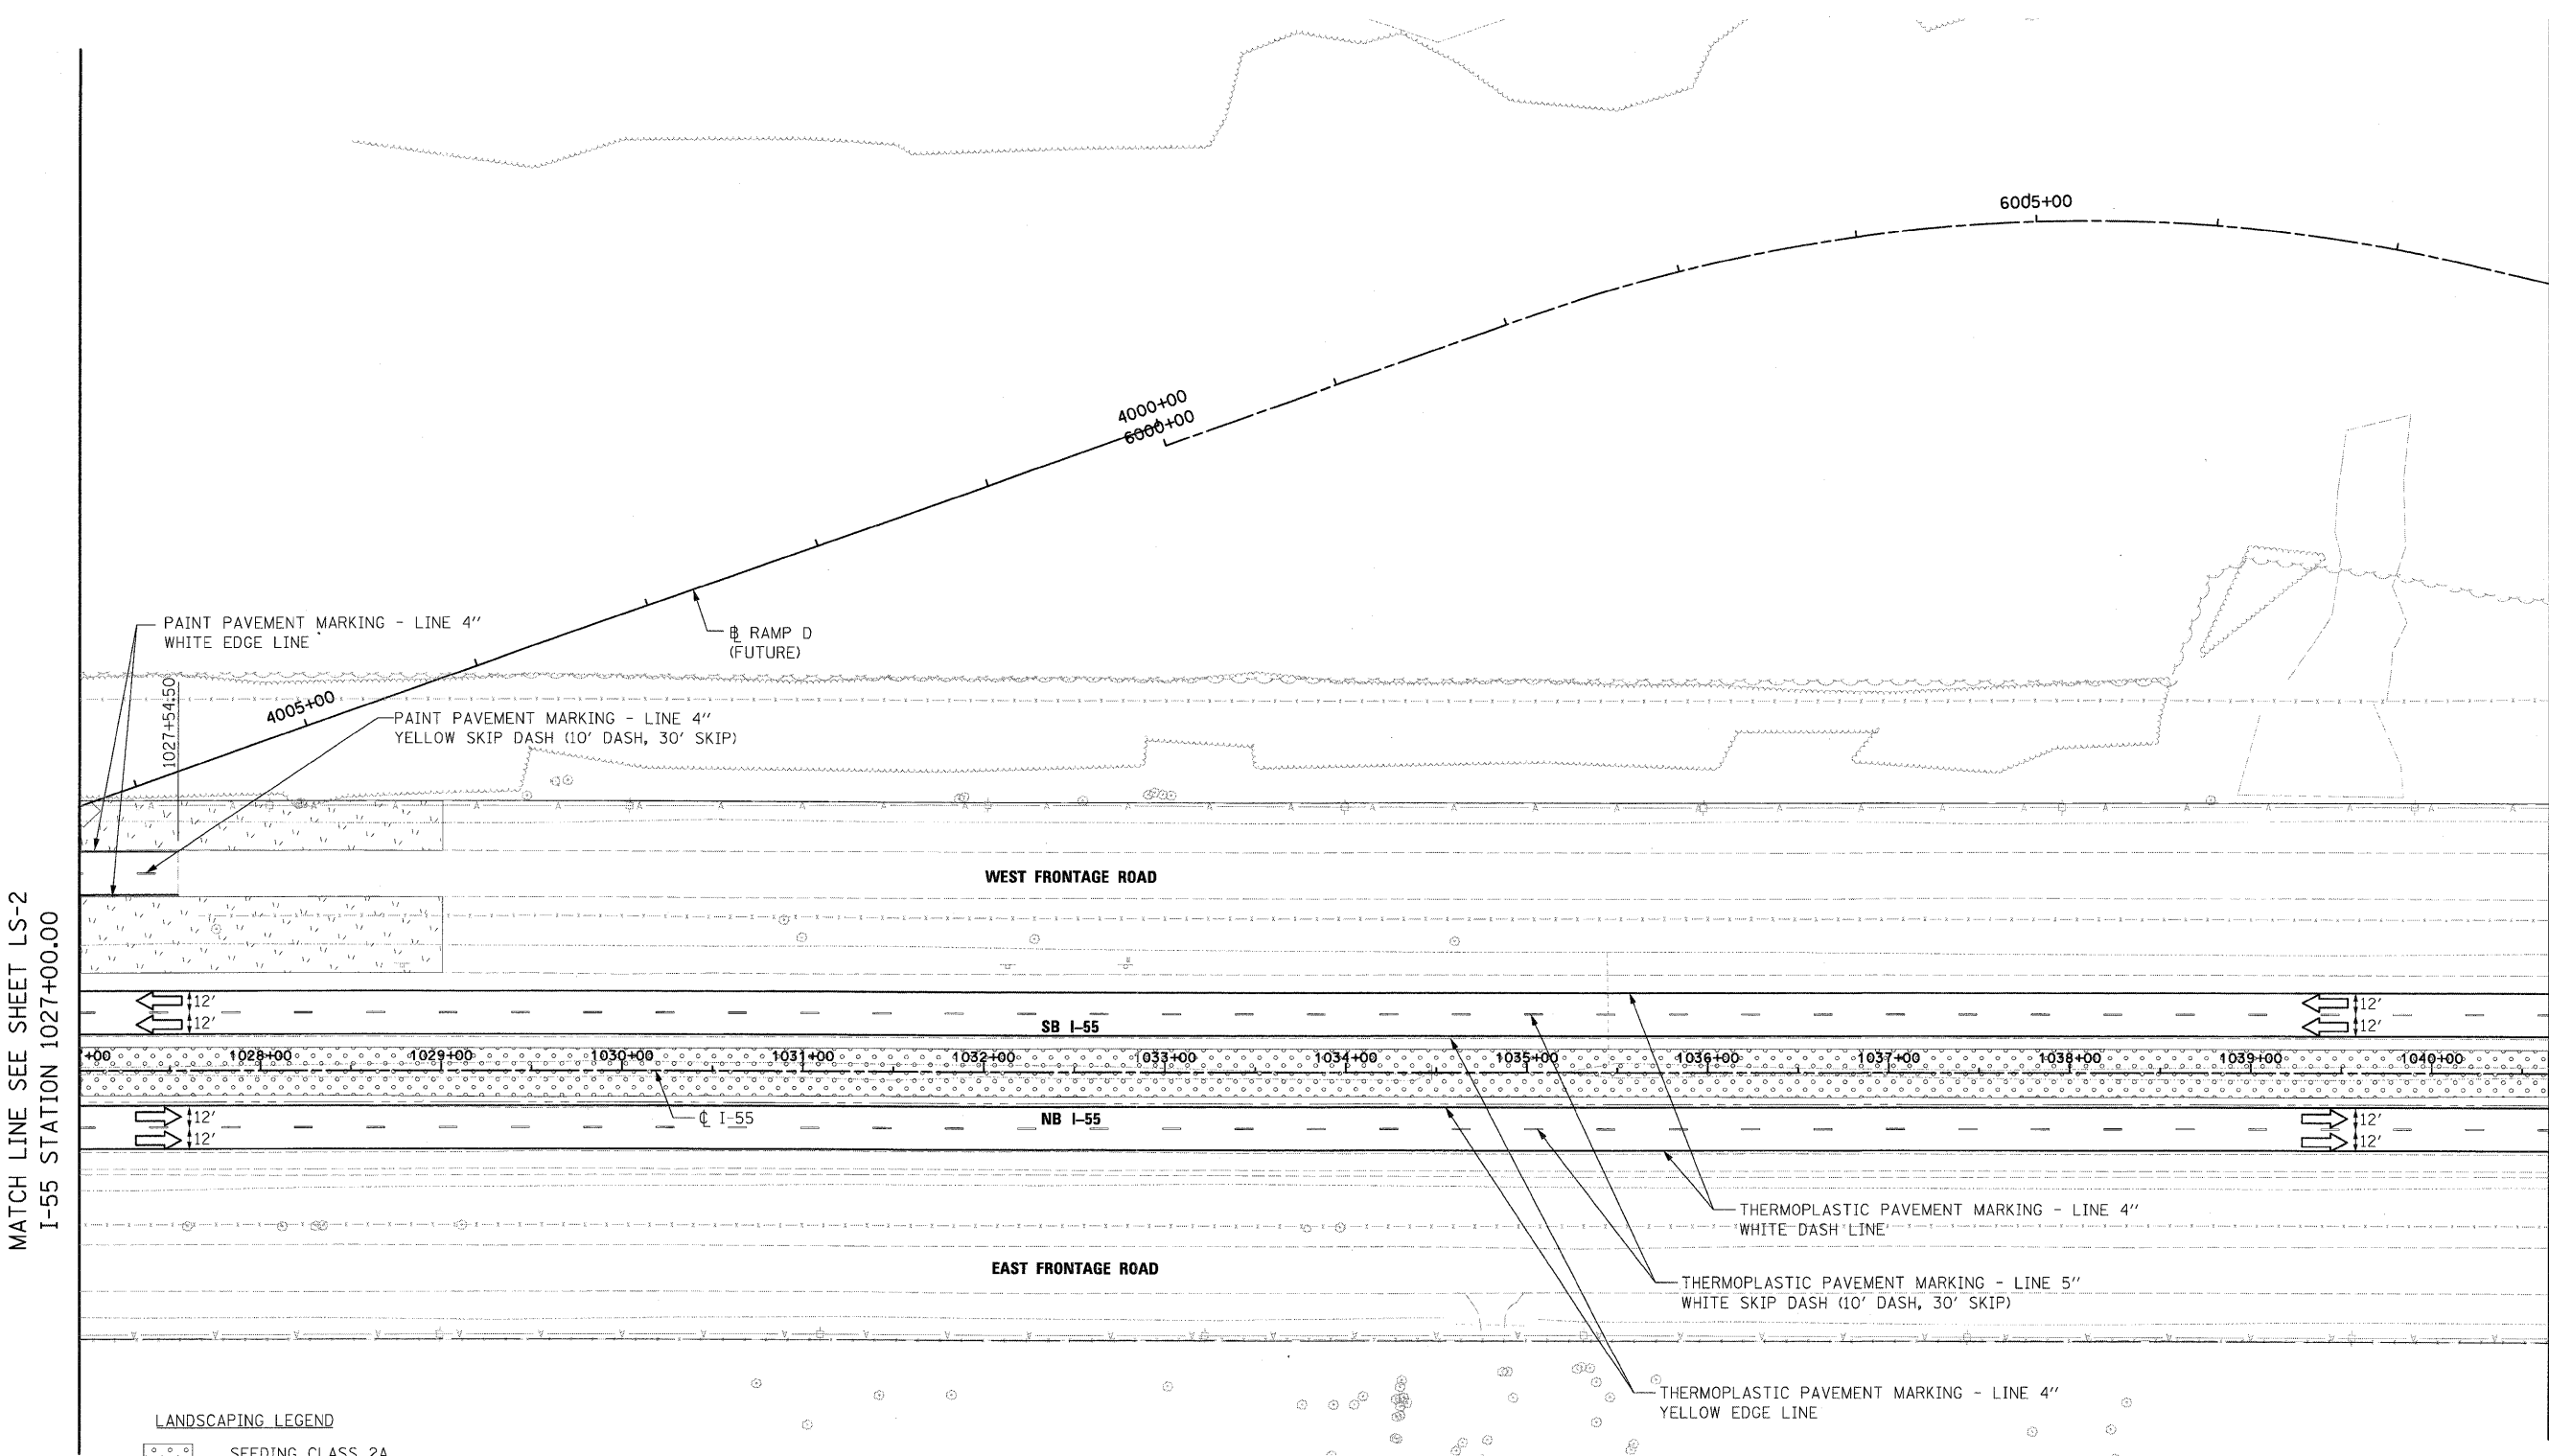 6005+00
4000+00
6000+00
PAINT PAVEMENT MARKING - LINE 4"
WHITE EDGE LINE
℄ RAMP D
(FUTURE)
1027+54.50
4005+00
PAINT PAVEMENT MARKING - LINE 4"
YELLOW SKIP DASH (10' DASH, 30' SKIP)
WEST FRONTAGE ROAD
MATCH LINE SEE SHEET LS-2
I-55 STATION 1027+00.00
12'
12'
SB I-55
12'
12'
+00 1028+00 1029+00 1030+00 1031+00 1032+00 1033+00 1034+00 1035+00 1036+00 1037+00 1038+00 1039+00 1040+00
12'
12'
℄ I-55
NB I-55
12'
12'
THERMOPLASTIC PAVEMENT MARKING - LINE 4"
WHITE DASH LINE
EAST FRONTAGE ROAD
THERMOPLASTIC PAVEMENT MARKING - LINE 5"
WHITE SKIP DASH (10' DASH, 30' SKIP)
THERMOPLASTIC PAVEMENT MARKING - LINE 4"
YELLOW EDGE LINE
LANDSCAPING LEGEND
SEEDING CLASS 2A